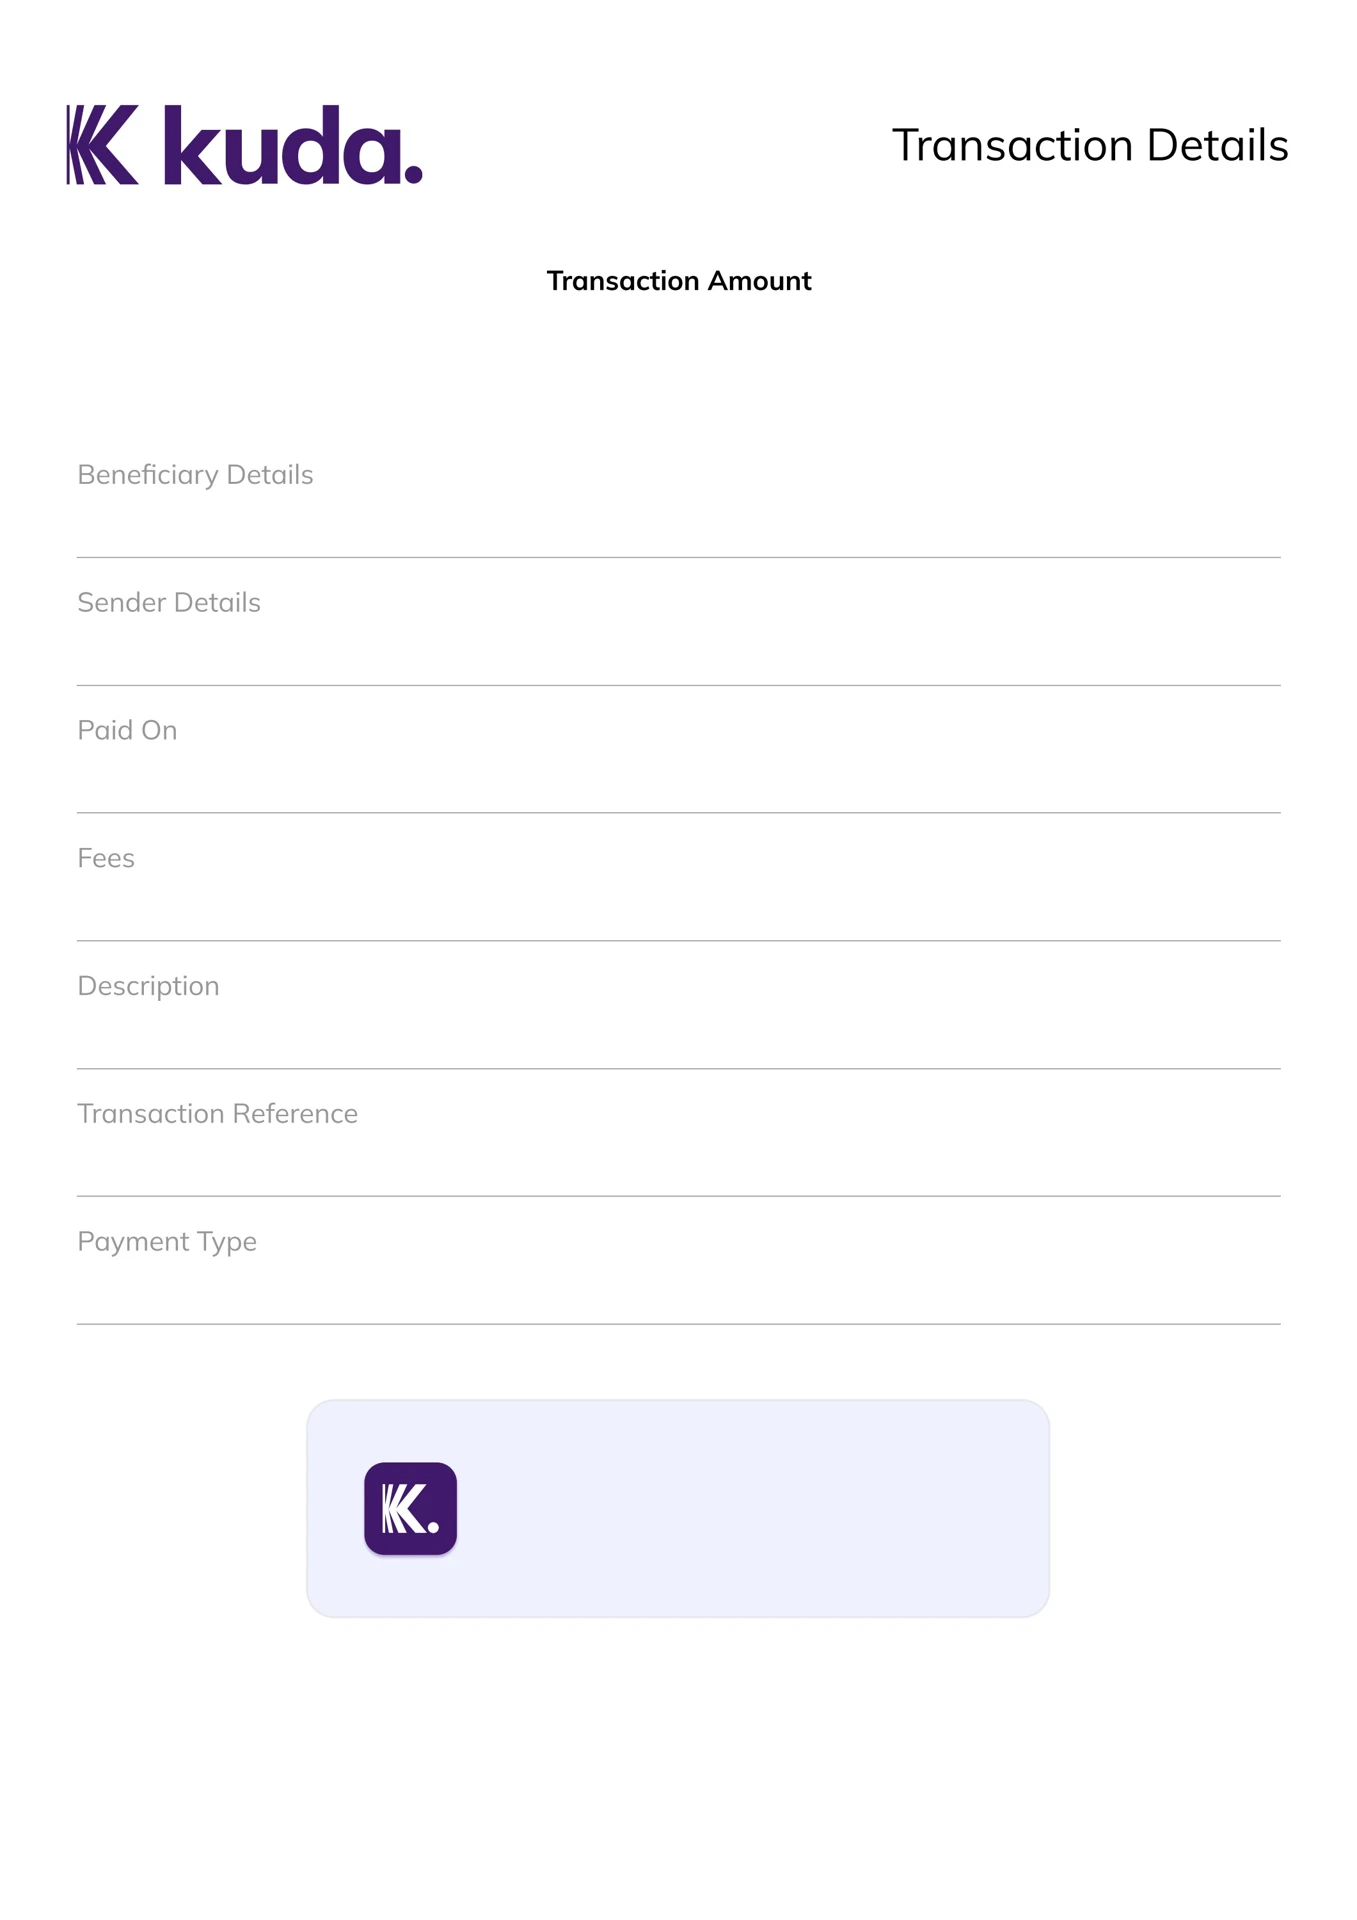 K kuda.
Transaction Details
Transaction Amount
Beneficiary Details
Sender Details
Paid On
Fees
Description
Transaction Reference
Payment Type
K.